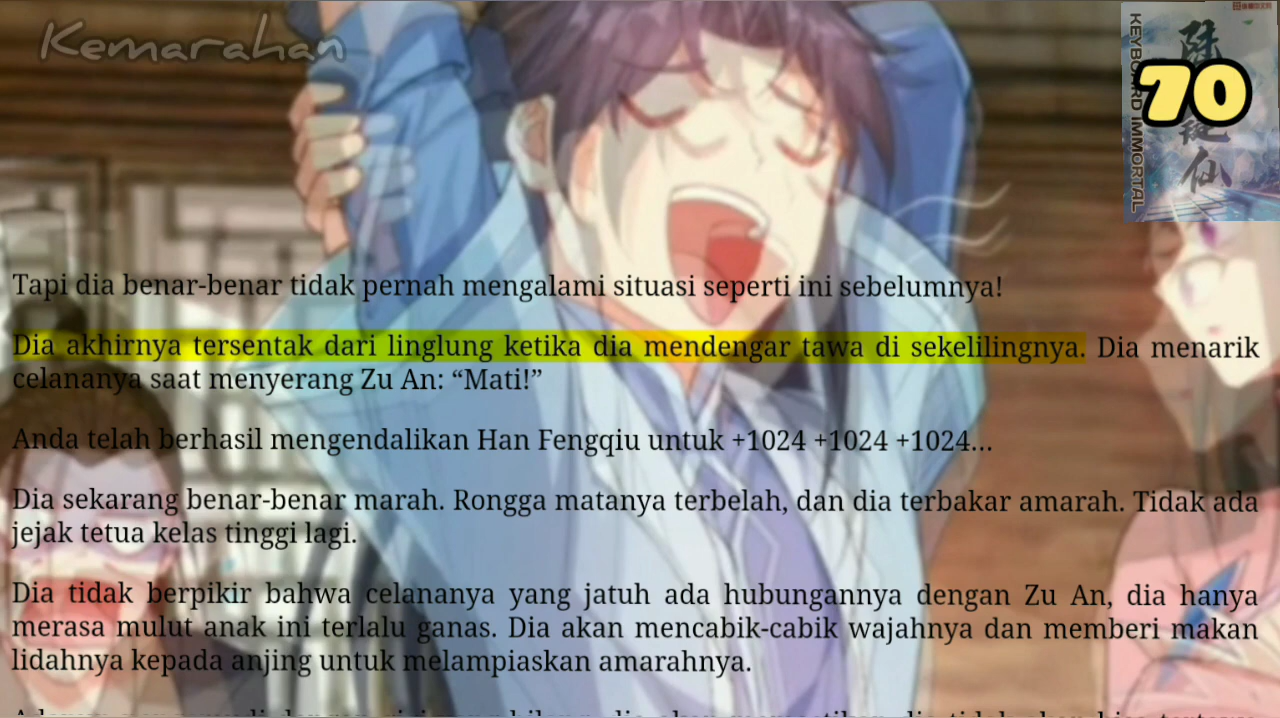 Kemarahan
KEYBOARD IMMORTAL
70
Tapi dia benar-benar tidak pernah mengalami situasi seperti ini sebelumnya!
Dia akhirnya tersentak dari linglung ketika dia mendengar tawa di sekelilingnya. Dia menarik
celananya saat menyerang Zu An: “Mati!”
Anda telah berhasil mengendalikan Han Fengqiu untuk +1024 +1024 +1024…
Dia sekarang benar-benar marah. Rongga matanya terbelah, dan dia terbakar amarah. Tidak ada
jejak tetua kelas tinggi lagi.
Dia tidak berpikir bahwa celananya yang jatuh ada hubungannya dengan Zu An, dia hanya
merasa mulut anak ini terlalu ganas. Dia akan mencabik-cabik wajahnya dan memberi makan
lidahnya kepada anjing untuk melampiaskan amarahnya.